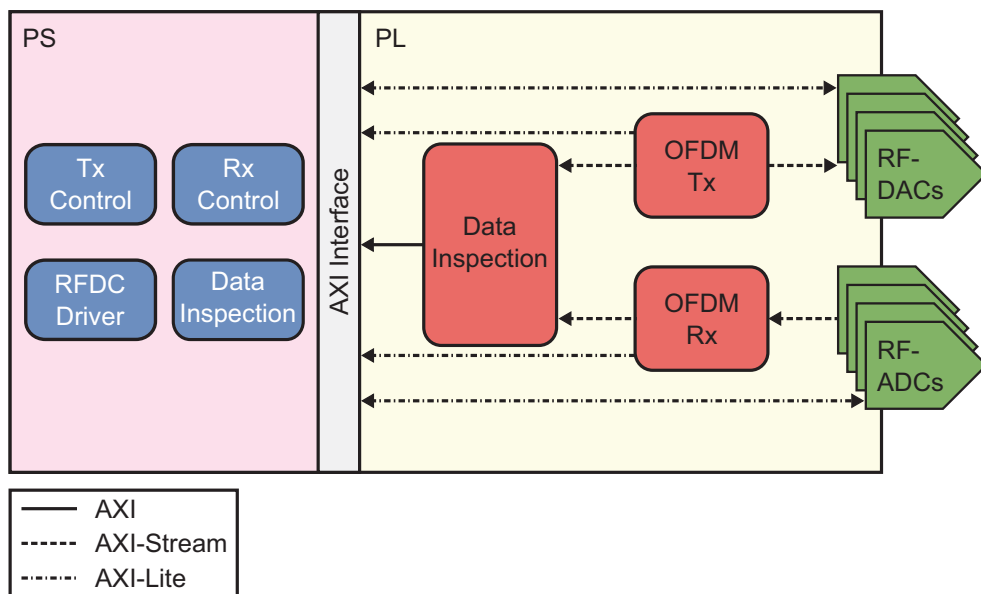 PS
PL
Tx
Control
Rx
Control
RFDC
Driver
Data
Inspection
AXI Interface
Data
Inspection
OFDM
Tx
OFDM
Rx
RF-
DACs
RF-
ADCs
AXI
AXI-Stream
AXI-Lite